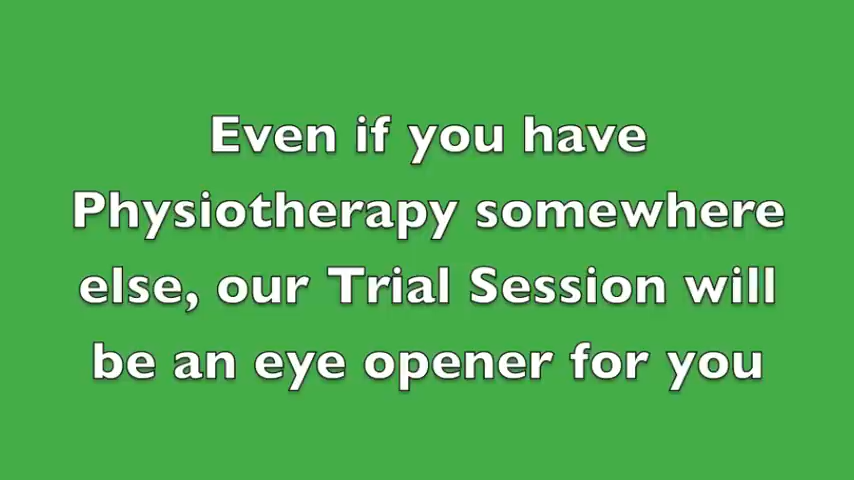 Even if you have
Physiotherapy somewhere
else, our Trial Session will
be an eye opener for you